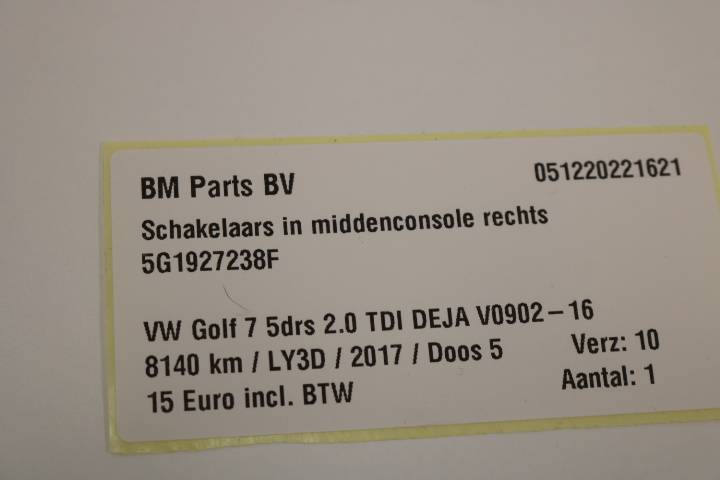 BM Parts BV 051220221621
Schakelaars in middenconsole rechts
5G1927238F
VW Golf 7 5drs 2.0 TDI DEJA V0902-16
8140 km / LY3D / 2017 / Doos 5 Verz: 10
15 Euro incl. BTW Aantal: 1